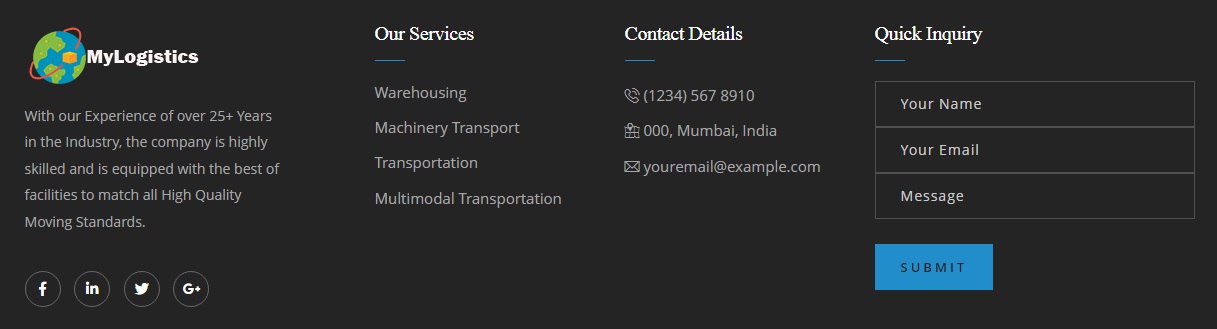 MyLogistics
With our Experience of over 25+ Years
in the Industry, the company is highly
skilled and is equipped with the best of
facilities to match all High Quality
Moving Standards.
Our Services
Warehousing
Machinery Transport
Transportation
Multimodal Transportation
Contact Details
(1234) 567 8910
000, Mumbai, India
youremail@example.com
Quick Inquiry
Your Name
Your Email
Message
SUBMIT